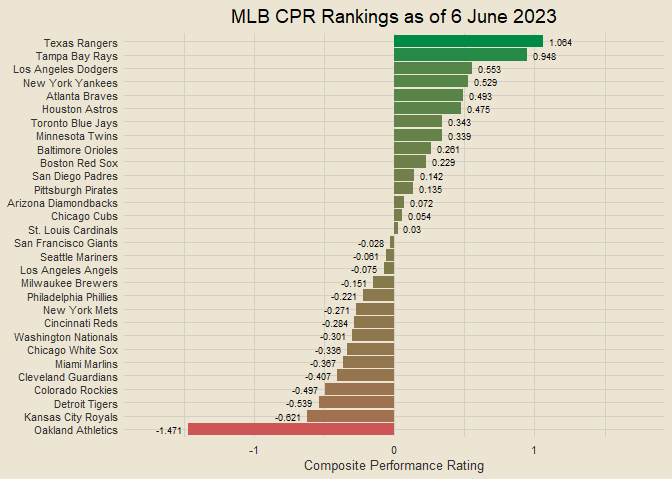 MLB CPR Rankings as of 6 June 2023
Texas Rangers 1.064
Tampa Bay Rays 0.948
Los Angeles Dodgers 0.553
New York Yankees 0.529
Atlanta Braves 0.493
Houston Astros 0.475
Toronto Blue Jays 0.343
Minnesota Twins 0.339
Baltimore Orioles 0.261
Boston Red Sox 0.229
San Diego Padres 0.142
Pittsburgh Pirates 0.135
Arizona Diamondbacks 0.072
Chicago Cubs 0.054
St. Louis Cardinals 0.03
San Francisco Giants -0.028
Seattle Mariners -0.061
Los Angeles Angels -0.075
Milwaukee Brewers -0.151
Philadelphia Phillies -0.221
New York Mets -0.271
Cincinnati Reds -0.284
Washington Nationals -0.301
Chicago White Sox -0.336
Miami Marlins -0.367
Cleveland Guardians -0.407
Colorado Rockies -0.497
Detroit Tigers -0.539
Kansas City Royals -0.621
Oakland Athletics -1.471
-1 0 1
Composite Performance Rating